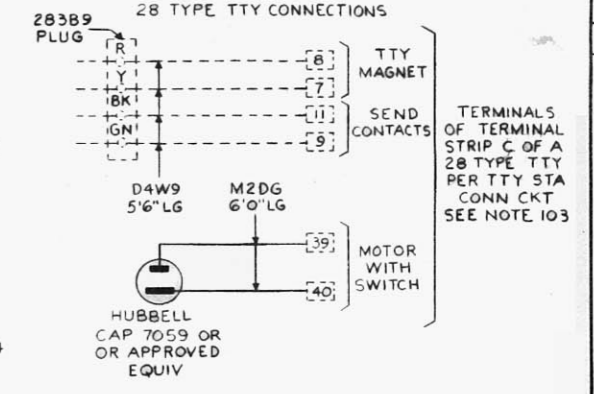 28 TYPE TTY CONNECTIONS
283B9
PLUG
R
Y
BK
GN
8
7
11
9
TTY
MAGNET
SEND
CONTACTS
D4W9
5'6"LG
M2DG
6'0"LG
39
40
MOTOR
WITH
SWITCH
HUBBELL
CAP 7059 OR
OR APPROVED
EQUIV
TERMINALS
OF TERMINAL
STRIP C OF A
28 TYPE TTY
PER TTY STA
CONN CKT
SEE NOTE 103